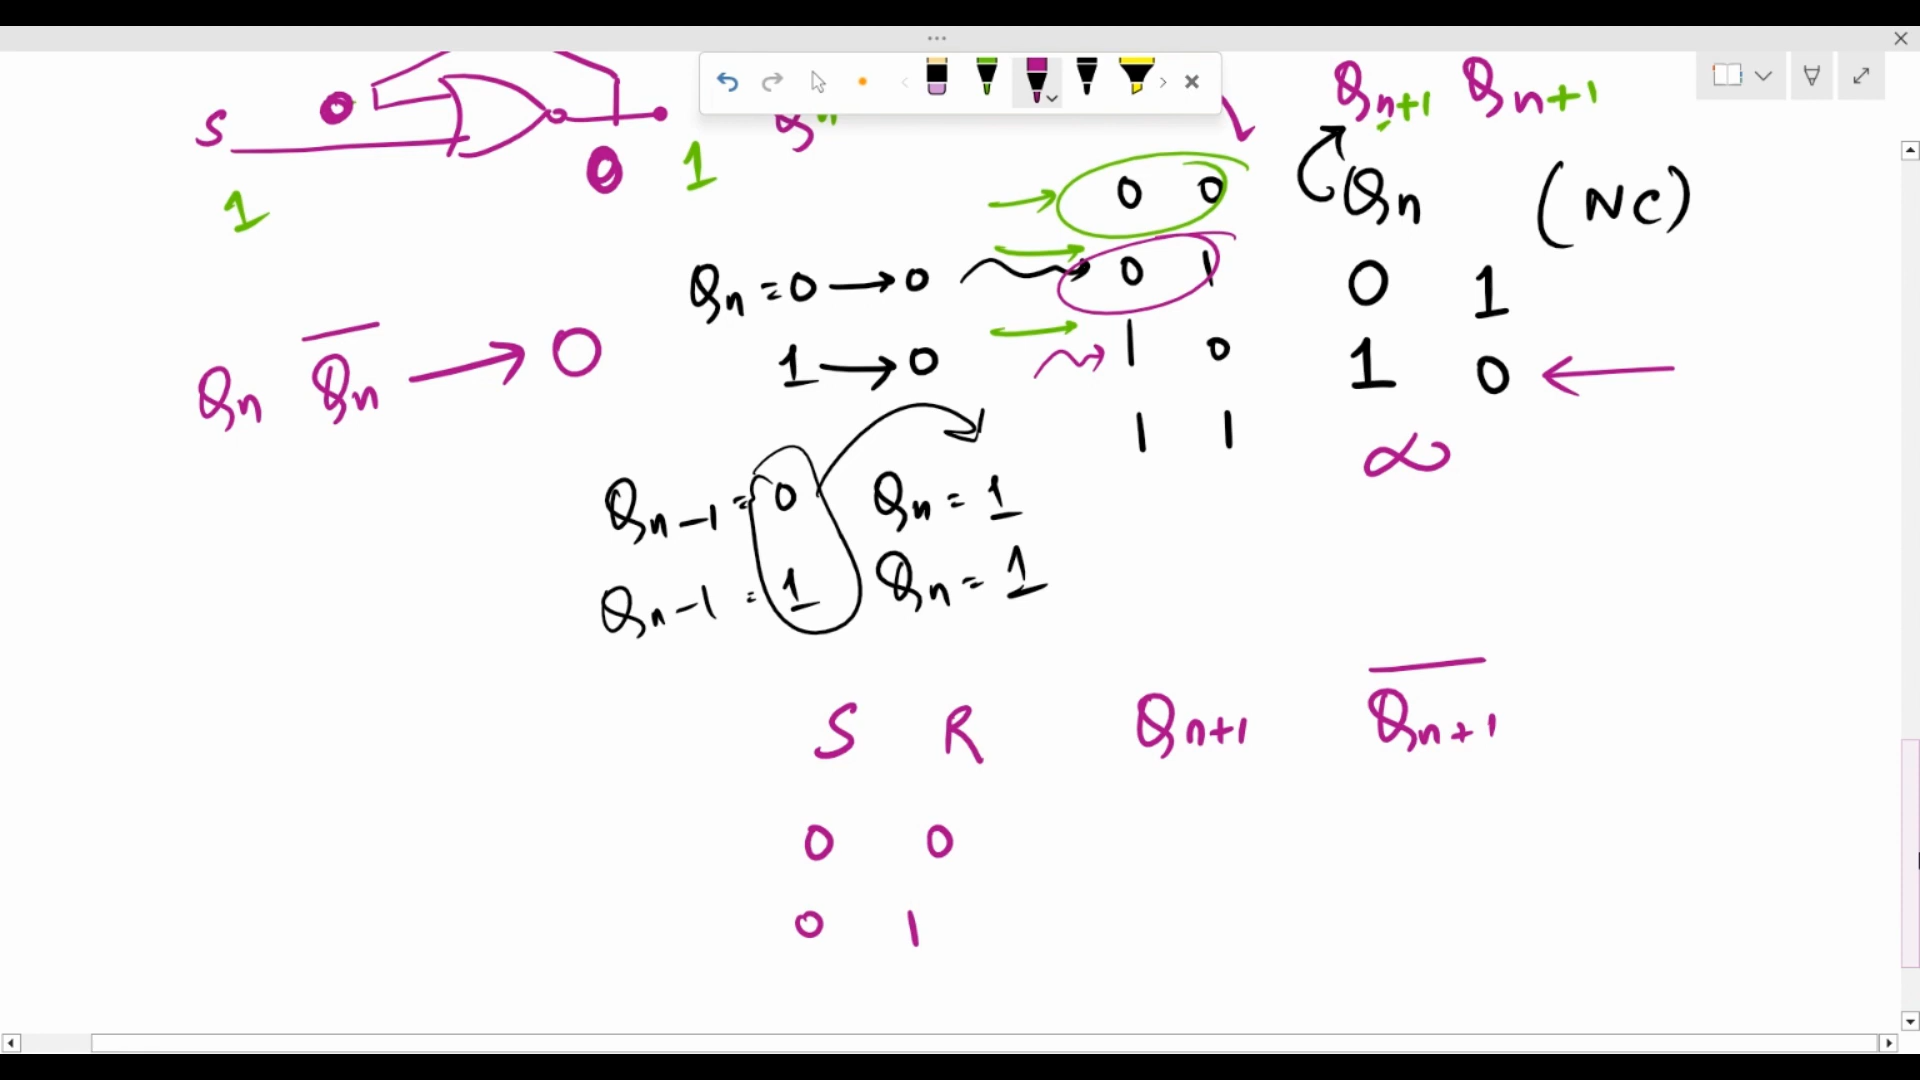 Qn+1 Qn+1
S 0
0 1
1
0 0 Qn (NC)
Qn = 0 → 0 0 1 0 1
1 → 0 1 0 1 0 ←
Qn Q̅n → 0
1 1 ∞
Qn-1 = 0 Qn = 1
Qn-1 = 1 Qn = 1
S R Qn+1 Q̅n+1
0 0
0 1